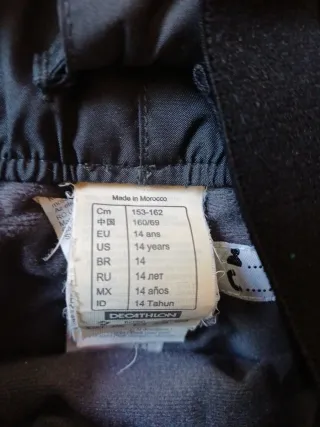 Made in Morocco
Cm 153-162
中国 160/69
EU 14 ans
US 14 years
BR 14
RU 14 лет
MX 14 años
ID 14 Tahun
DECATHLON